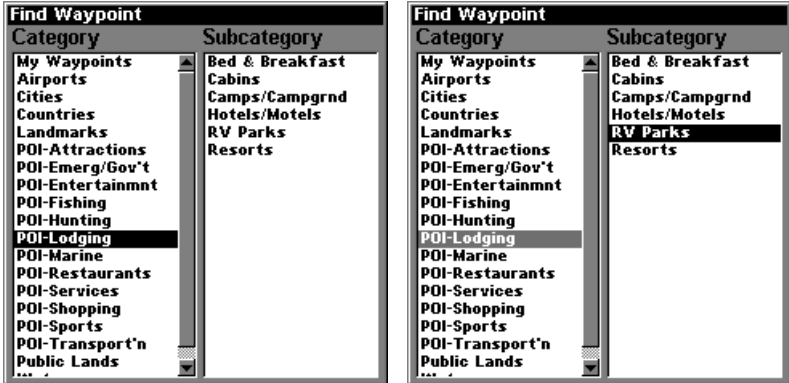 Find Waypoint
Category
Subcategory
My Waypoints
Airports
Cities
Countries
Landmarks
POI-Attractions
POI-Emerg/Gov't
POI-Entertainmnt
POI-Fishing
POI-Hunting
POI-Lodging
POI-Marine
POI-Restaurants
POI-Services
POI-Shopping
POI-Sports
POI-Transport'n
Public Lands
Bed & Breakfast
Cabins
Camps/Campgrnd
Hotels/Motels
RV Parks
Resorts
Find Waypoint
Category
Subcategory
My Waypoints
Airports
Cities
Countries
Landmarks
POI-Attractions
POI-Emerg/Gov't
POI-Entertainmnt
POI-Fishing
POI-Hunting
POI-Lodging
POI-Marine
POI-Restaurants
POI-Services
POI-Shopping
POI-Sports
POI-Transport'n
Public Lands
Bed & Breakfast
Cabins
Camps/Campgrnd
Hotels/Motels
RV Parks
Resorts